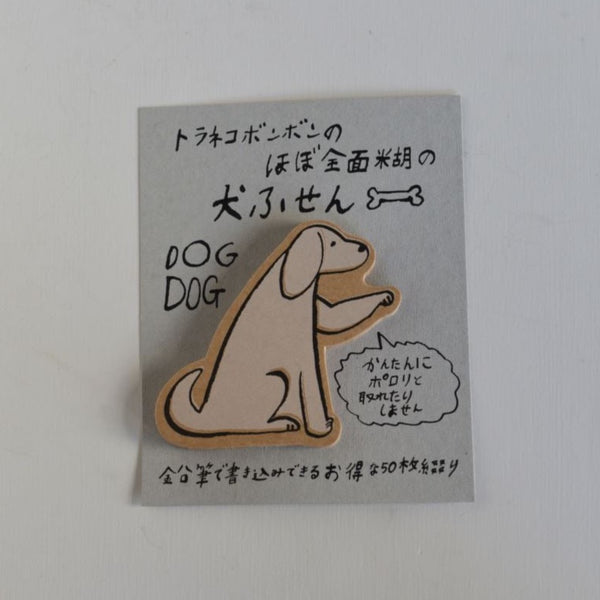 トラネコボンボンの
ほぼ全面糊の
犬ふせん
DOG
DOG
かんたんに
ポロリと
取れたり
しません
鉛筆で書き込みできるお得な50枚綴り